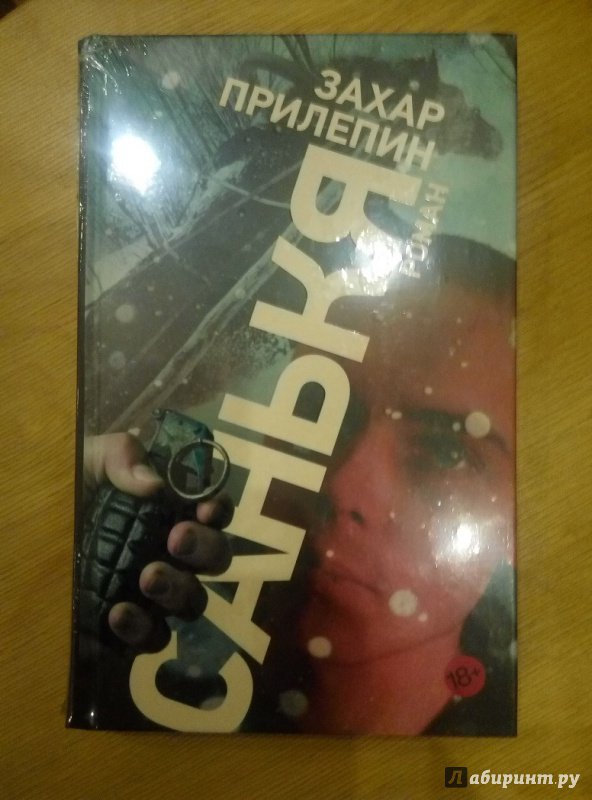 ЗАХАР
ПРИЛЕПИН
САНЬКЯ
РОМАН
18+
Лабиринт.ру